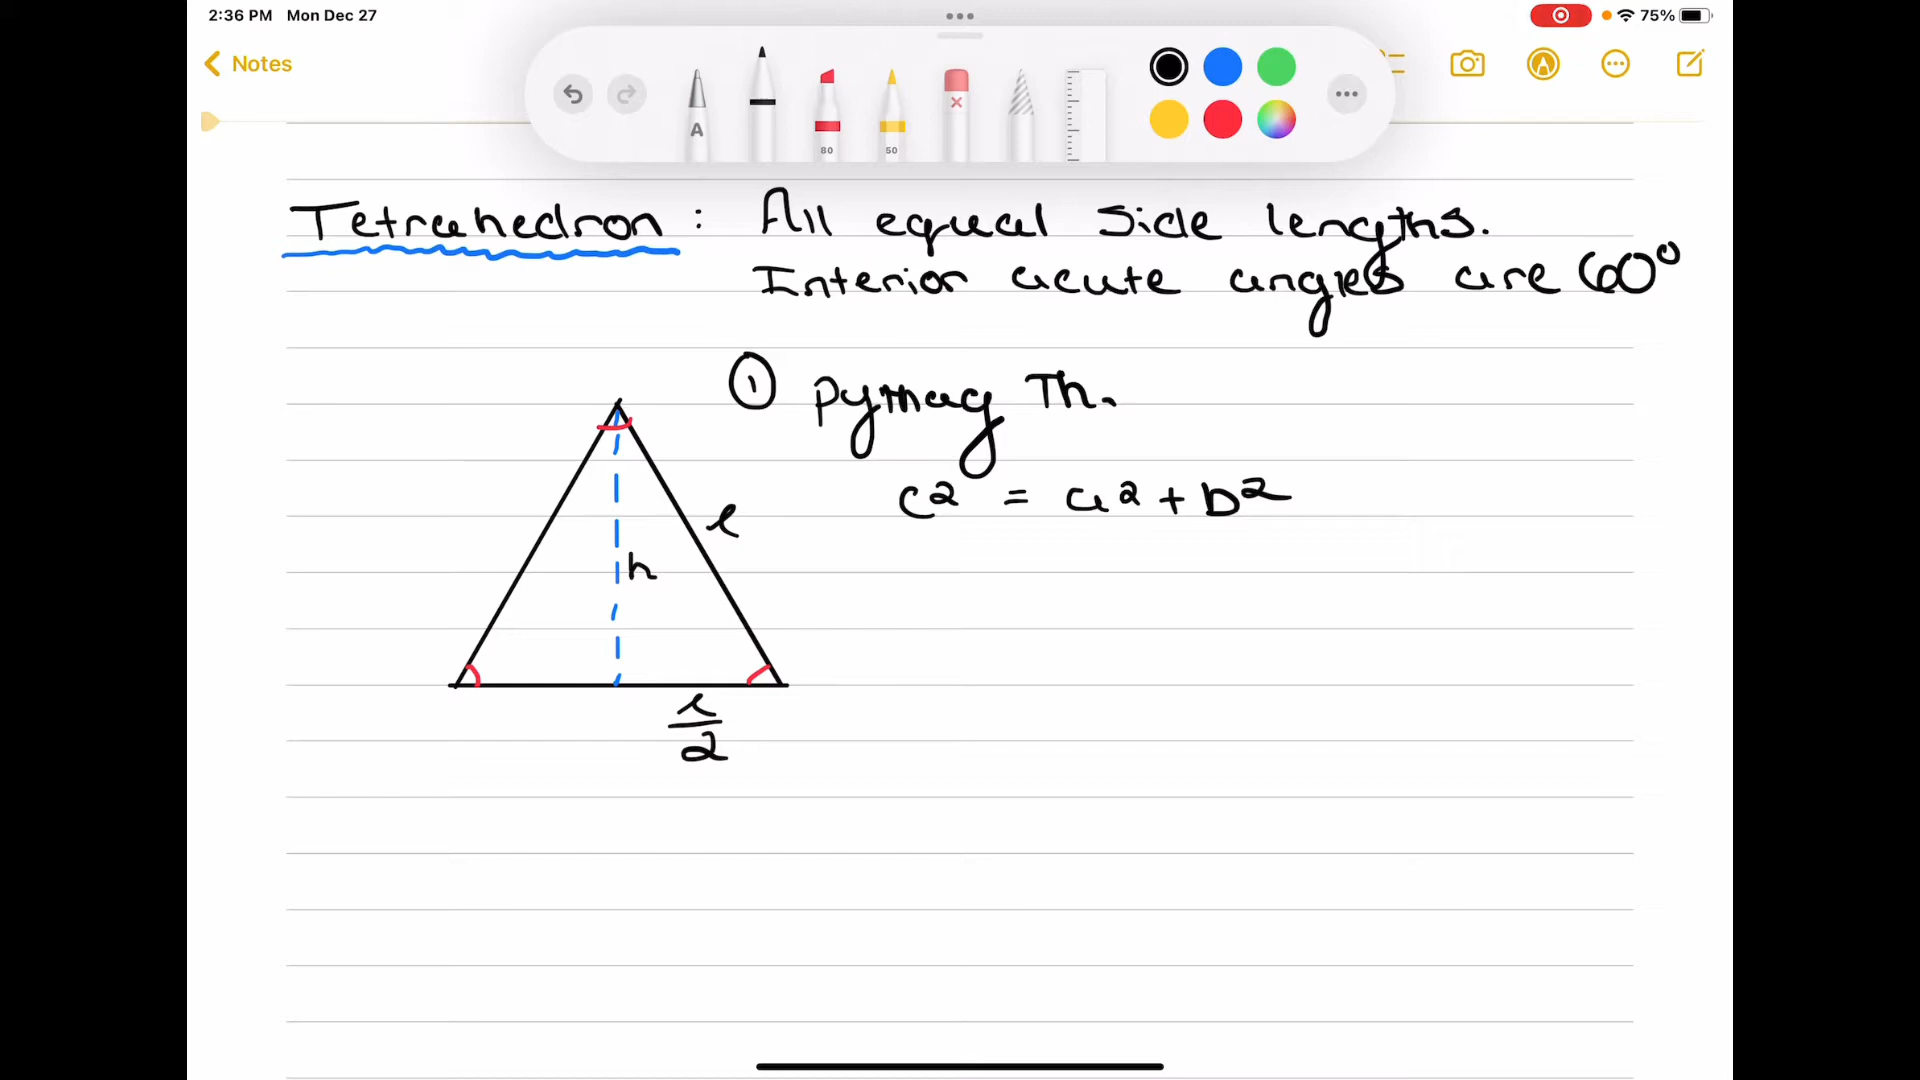 2:36 PM Mon Dec 27
75%
Notes
A
80
50
Tetrahedron : All equal Side lengths.
Interior acute angles are 60°
① Pythag Th.
c² = a² + b²
l
h
l
2